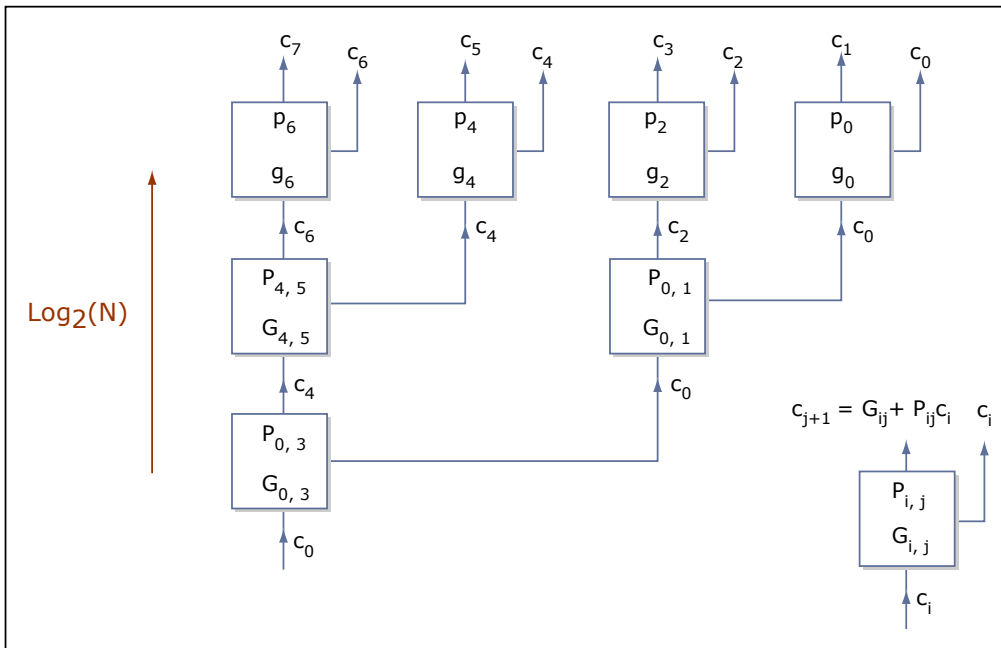 c7 c6 c5 c4 c3 c2 c1 c0
p6 p4 p2 p0
g6 g4 g2 g0
c6 c4 c2 c0
P4, 5 P0, 1
Log2(N)
G4, 5 G0, 1
c4 c0
cj+1 = Gij+ Pijci ci
P0, 3
G0, 3
Pi, j
Gi, j
c0
ci